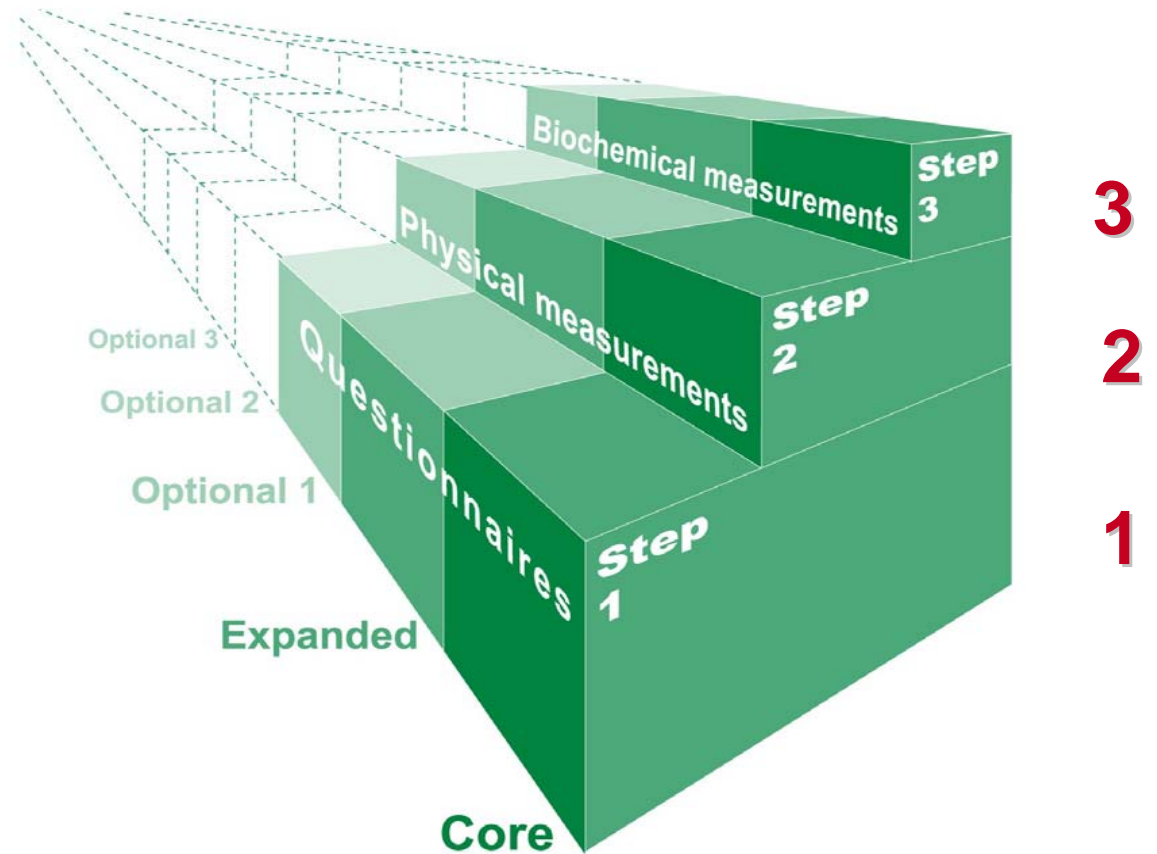 Biochemical measurements
Step
3
3
Physical measurements
Step
2
2
Questionnaires
Step
1
1
Optional 3
Optional 2
Optional 1
Expanded
Core